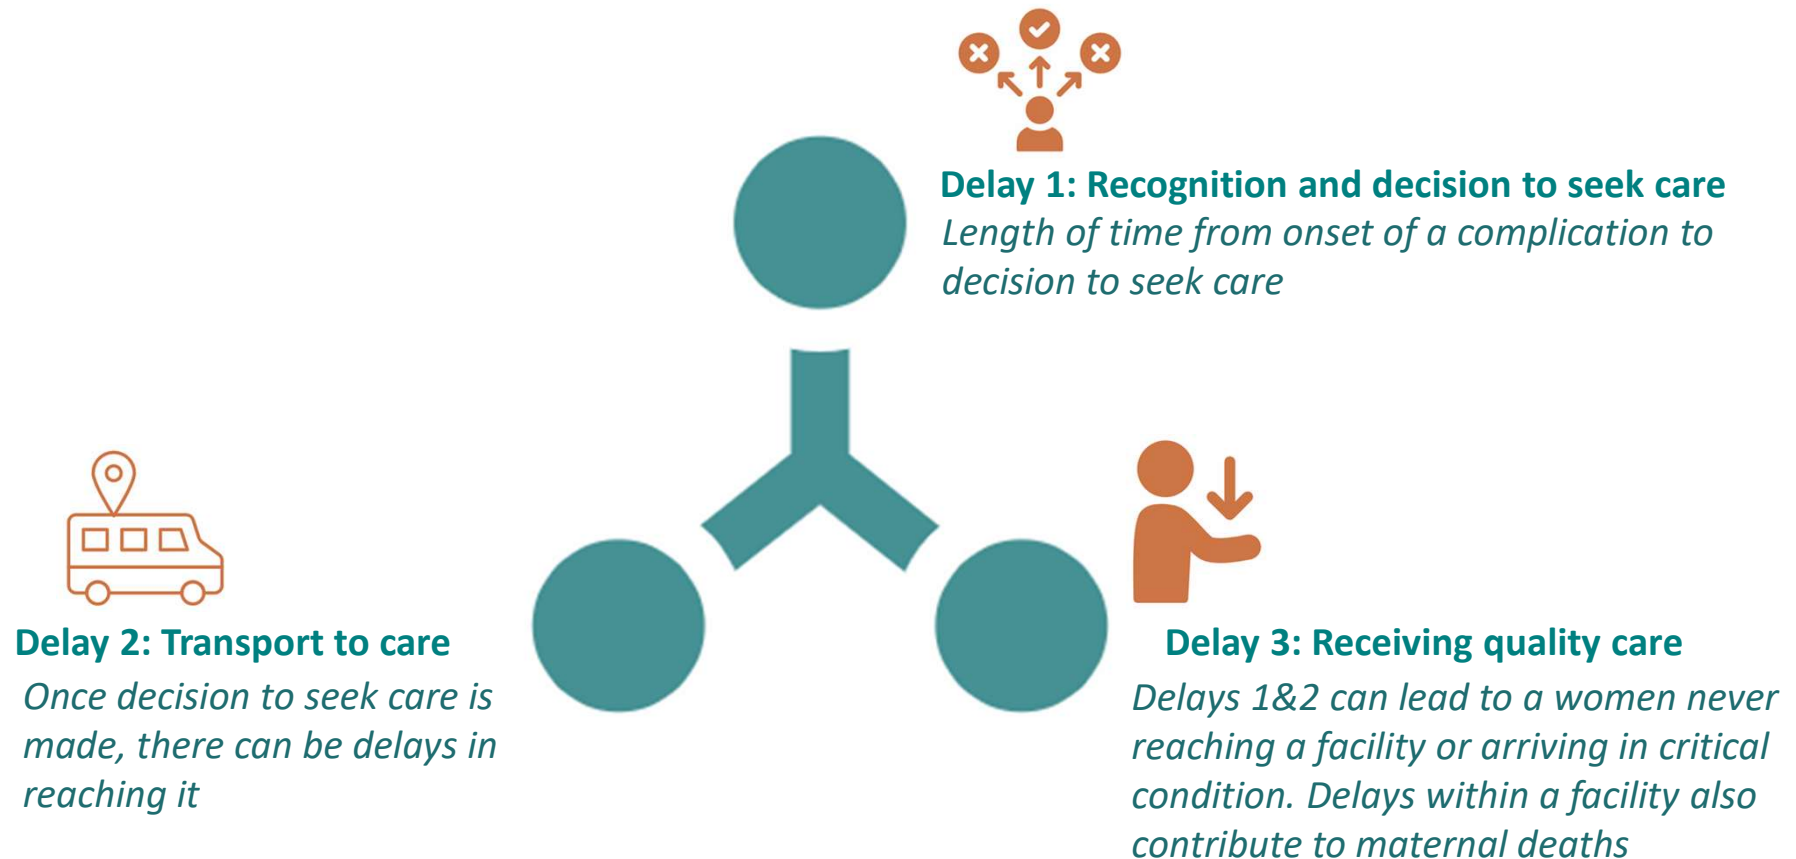 Delay 1: Recognition and decision to seek care
Length of time from onset of a complication to
decision to seek care
Delay 2: Transport to care
Once decision to seek care is
made, there can be delays in
reaching it
Delay 3: Receiving quality care
Delays 1&2 can lead to a women never
reaching a facility or arriving in critical
condition. Delays within a facility also
contribute to maternal deaths